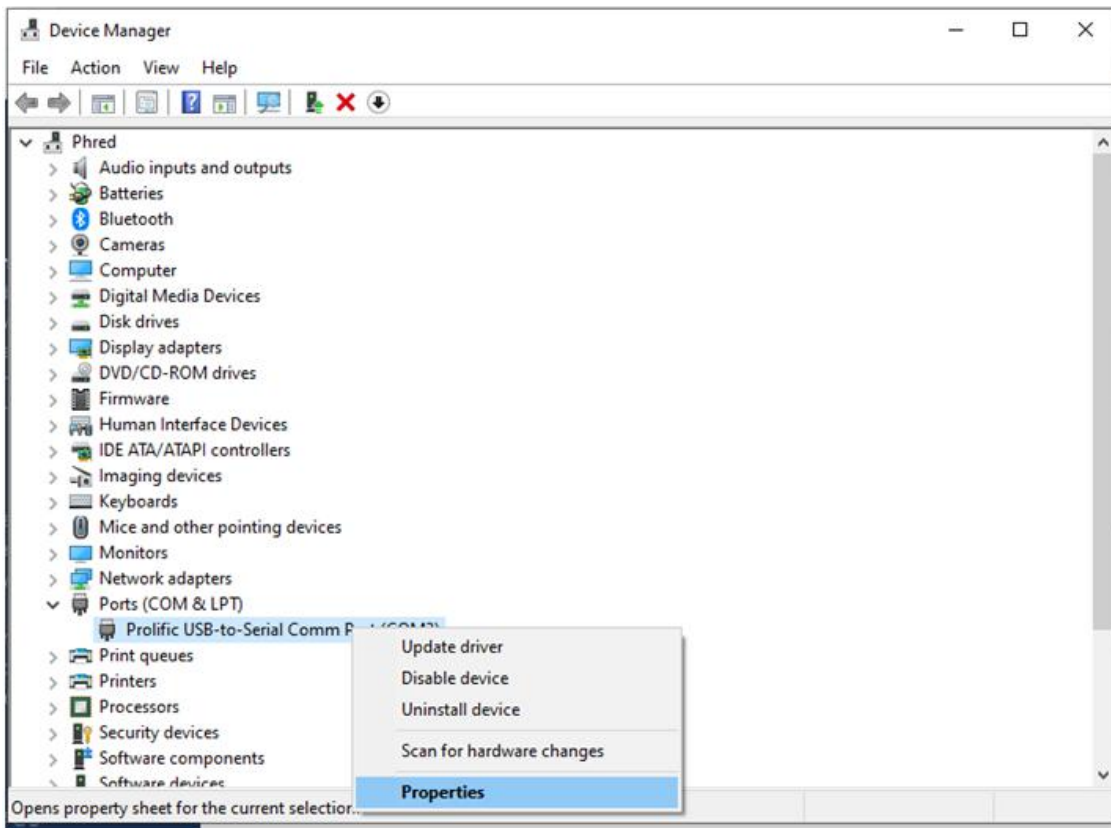 Device Manager
File Action View Help
Phred
Audio inputs and outputs
Batteries
Bluetooth
Cameras
Computer
Digital Media Devices
Disk drives
Display adapters
DVD/CD-ROM drives
Firmware
Human Interface Devices
IDE ATA/ATAPI controllers
Imaging devices
Keyboards
Mice and other pointing devices
Monitors
Network adapters
Ports (COM & LPT)
Prolific USB-to-Serial Comm
Print queues
Printers
Processors
Security devices
Software components
Software devices
Update driver
Disable device
Uninstall device
Scan for hardware changes
Properties
Opens property sheet for the current selection.